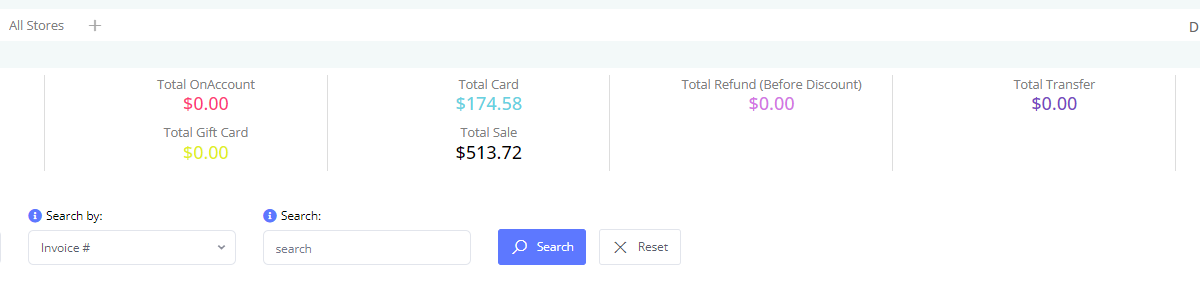 All Stores
D
Total OnAccount
$0.00
Total Gift Card
$0.00
Total Card
$174.58
Total Sale
$513.72
Total Refund (Before Discount)
$0.00
Total Transfer
$0.00
Search by:
Search:
Invoice #
search
Search
Reset